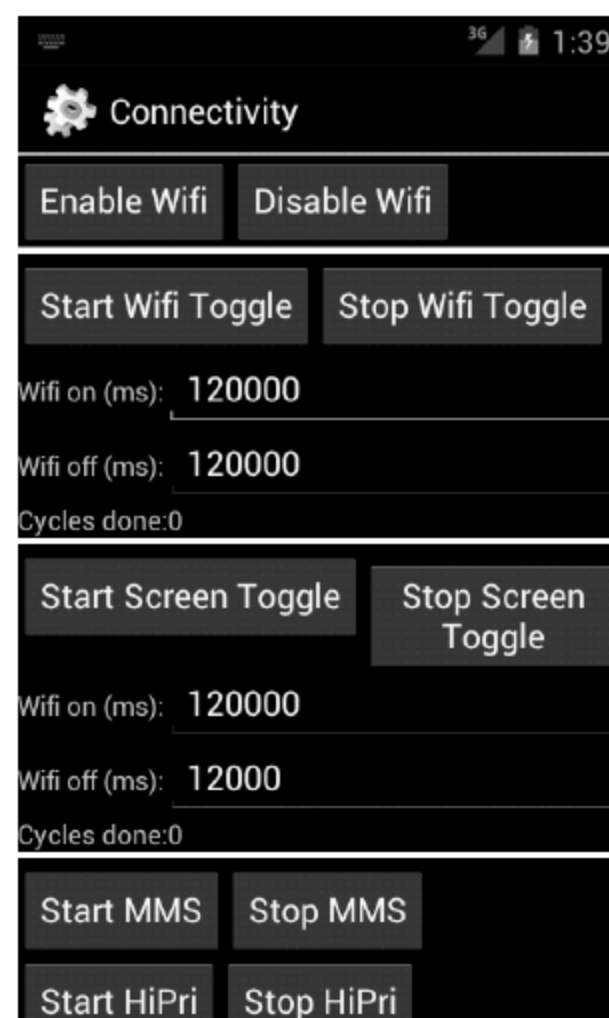 3G 1:39
Connectivity
Enable Wifi Disable Wifi
Start Wifi Toggle Stop Wifi Toggle
Wifi on (ms): 120000
Wifi off (ms): 120000
Cycles done:0
Start Screen Toggle Stop Screen
Toggle
Wifi on (ms): 120000
Wifi off (ms): 12000
Cycles done:0
Start MMS Stop MMS
Start HiPri Stop HiPri